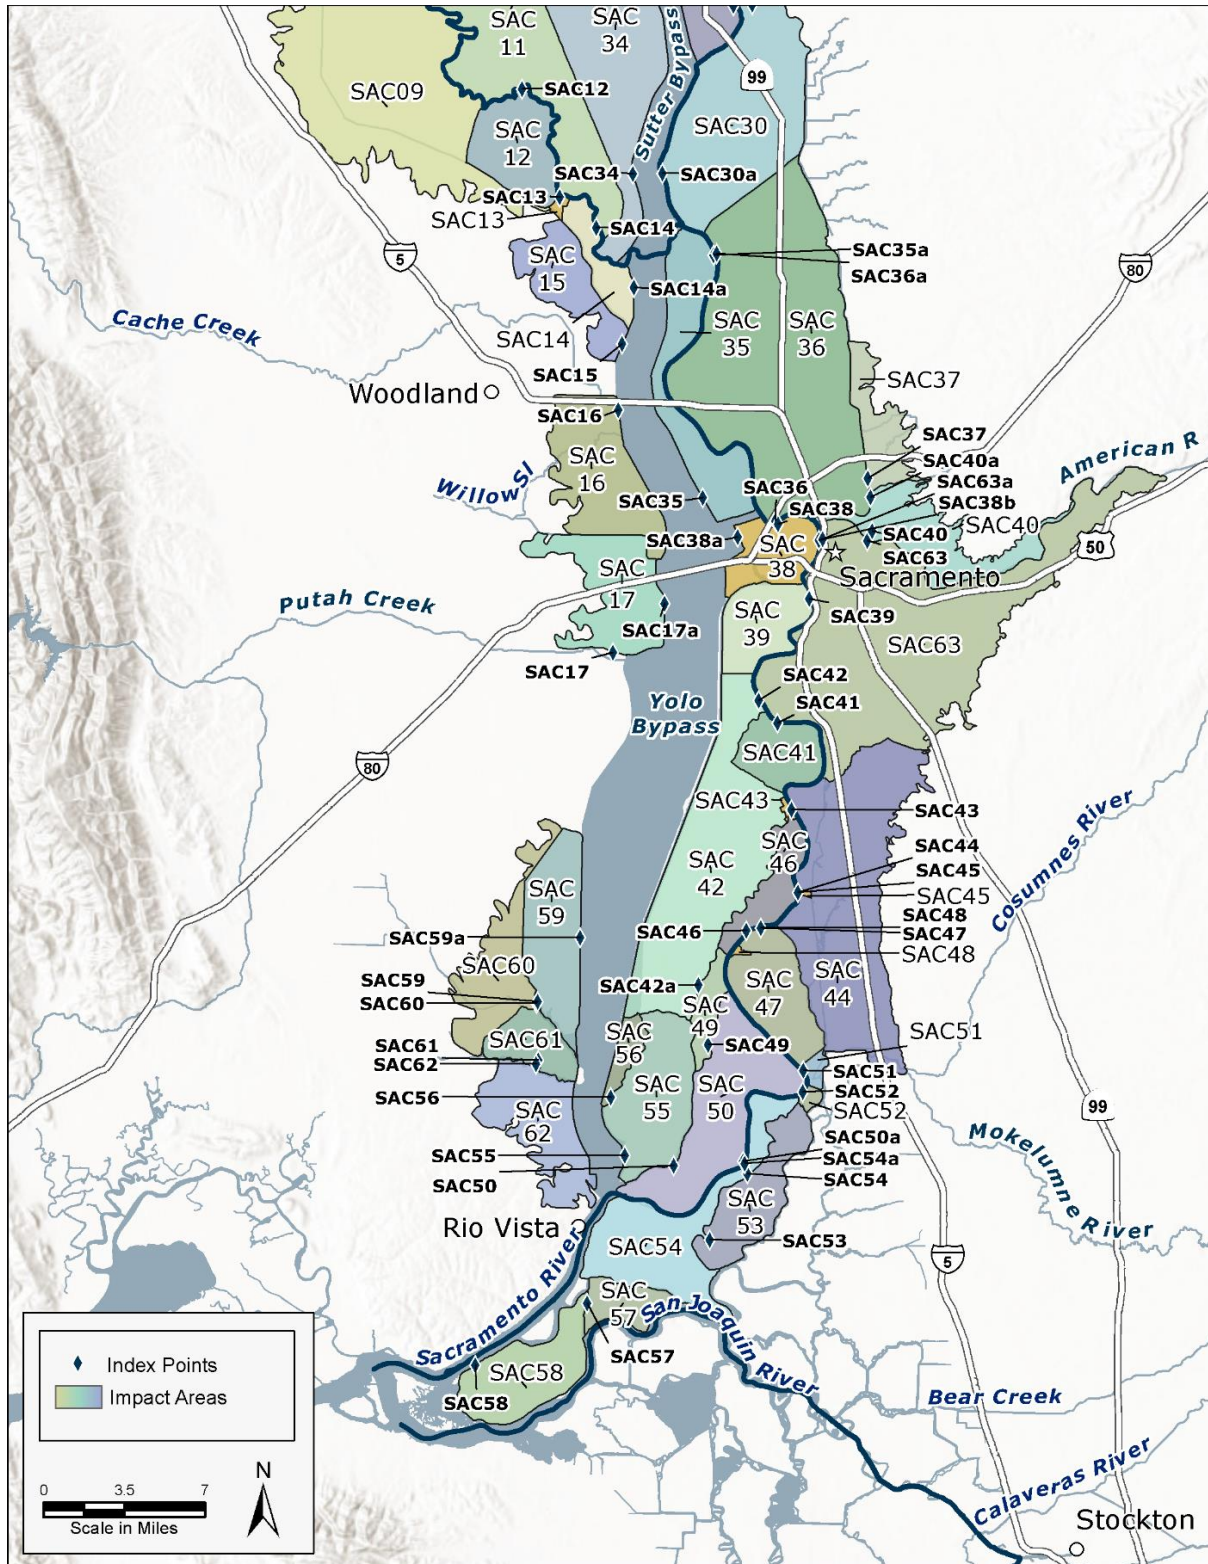 SAC
11
SAC
34
Sutter Bypass
99
SAC09
SAC12
SAC30
SAC
12
SAC34
SAC30a
SAC13
SAC13
SAC14
5
SAC
15
SAC35a
SAC36a
80
SAC14a
Cache Creek
SAC14
SAC
35
SAC
36
SAC15
SAC37
Woodland
SAC16
SAC37
SAC40a
American R
SAC
16
Willow Sl
SAC36
SAC63a
SAC35
SAC38
SAC38b
SAC40
SAC38a
SAC40
50
SAC
38
SAC63
Sacramento
SAC
17
Putah Creek
SAC17a
SAC39
SAC
39
SAC63
SAC17
SAC42
Yolo
Bypass
SAC41
SAC41
80
SAC43
SAC43
Cosumnes River
SAC
46
SAC44
SAC
42
SAC45
SAC45
SAC
59
SAC48
SAC46
SAC47
SAC59a
SAC48
SAC60
SAC59
SAC42a
SAC
47
SAC
44
SAC60
SAC
49
SAC61
SAC61
SAC
56
SAC49
SAC51
SAC62
SAC51
SAC56
SAC
55
SAC
50
SAC52
SAC52
99
SAC
62
Mokelumne River
SAC50a
SAC55
SAC54a
SAC50
SAC54
SAC
53
Rio Vista
SAC53
SAC54
5
Sacramento River
SAC
57
San Joaquin River
SAC57
SAC58
SAC58
Bear Creek
Calaveras River
Stockton
Index Points
Impact Areas
N
0 3.5 7
Scale in Miles